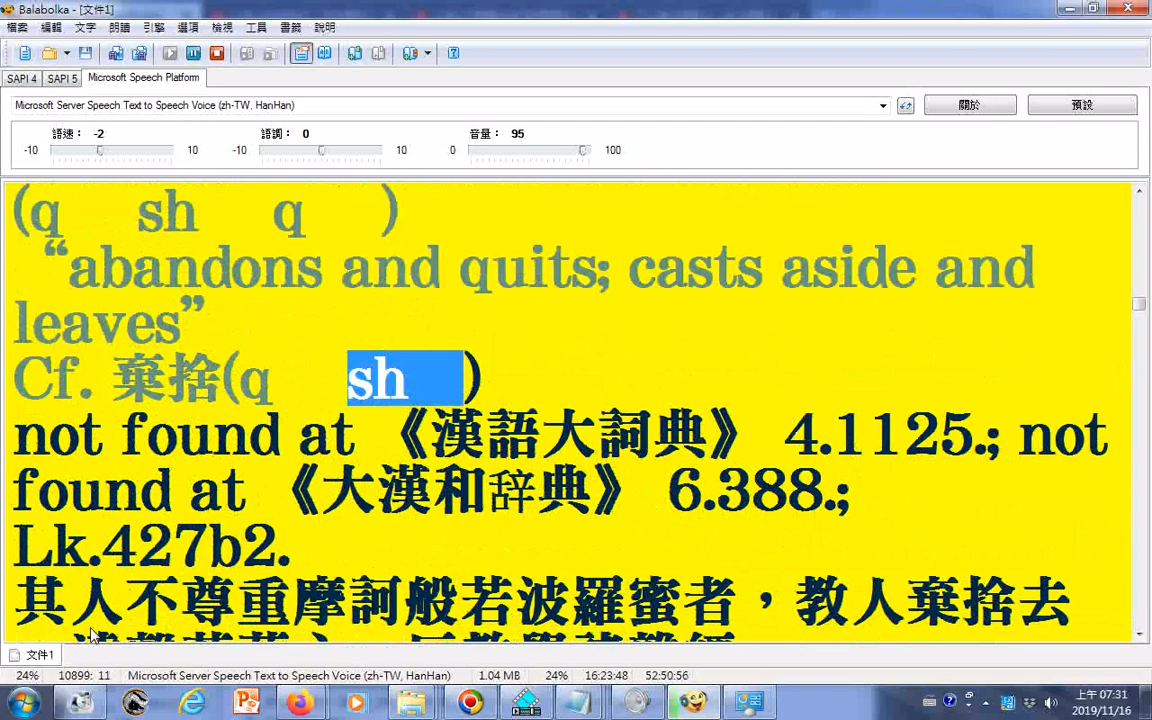 Balabolka - [文件1]
檔案 編輯 文字 朗讀 引擎 選項 檢視 工具 書籤 說明
SAPI 4 SAPI 5 Microsoft Speech Platform
Microsoft Server Speech Text to Speech Voice (zh-TW, HanHan) 關於 預設
語速： -2 語調： 0 音量： 95
-10 10 -10 10 0 100
(q sh q )
“abandons and quits; casts aside and
leaves”
Cf. 棄捨(q sh )
not found at 《漢語大詞典》 4.1125.; not
found at 《大漢和辞典》 6.388.;
Lk.427b2.
其人不尊重摩訶般若波羅蜜者，教人棄捨去
文件1
24% 10899: 11 Microsoft Server Speech Text to Speech Voice (zh-TW, HanHan) 1.04 MB 24% 16:23:48 52:50:56
上午 07:31
2019/11/16